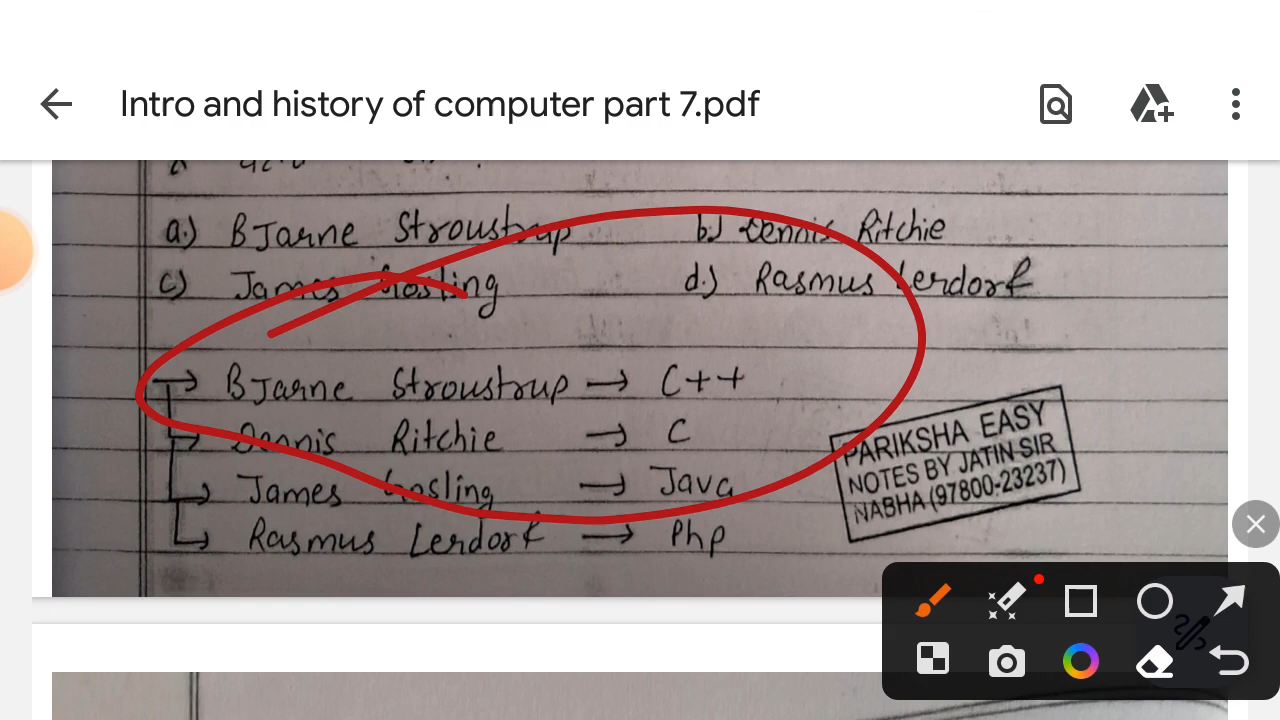 Intro and history of computer part 7.pdf
a.) BJarne Stroustrup b.) Dennis Ritchie
c) James Gosling d.) Rasmus Lerdorf
→ BJarne Stroustrup → C++
→ Dennis Ritchie → C
→ James Gosling → Java
→ Rasmus Lerdorf → Php
PARIKSHA EASY
NOTES BY JATIN SIR
NABHA (97800-23237)